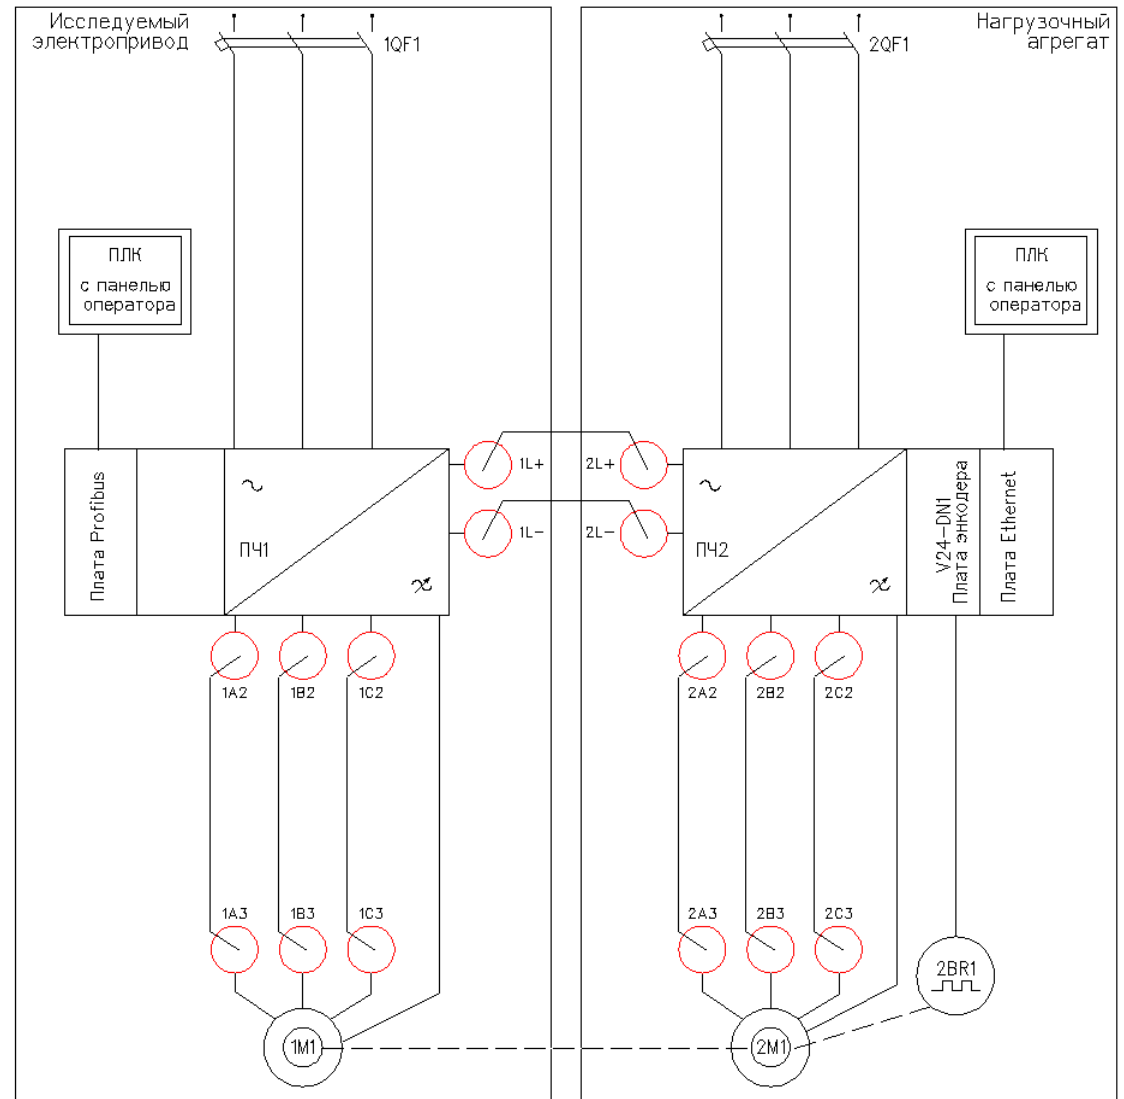 Исследуемый
электропривод
1QF1
Нагрузочный
агрегат
2QF1
ПЛК
с панелью
оператора
ПЛК
с панелью
оператора
Плата Profibus
ПЧ1
1L+
1L-
2L+
2L-
ПЧ2
V24-DN1
Плата энкодера
Плата Ethernet
1A2
1B2
1C2
2A2
2B2
2C2
1A3
1B3
1C3
2A3
2B3
2C3
2BR1
1M1
2M1